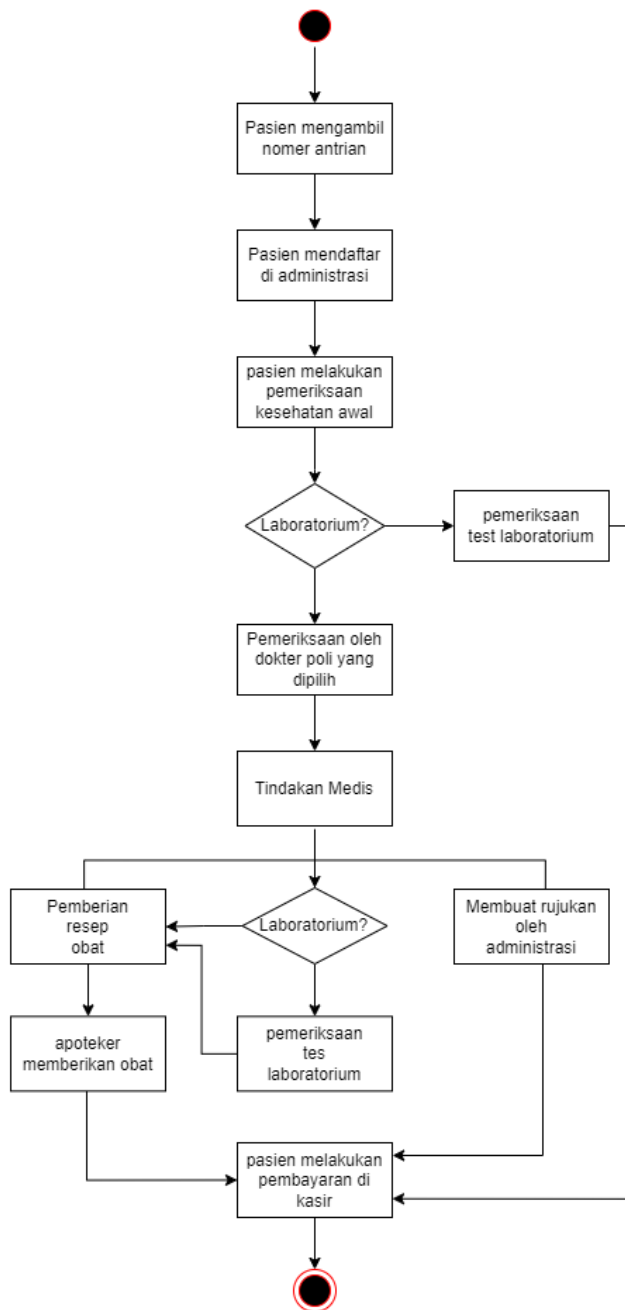 Pasien mengambil
nomer antrian
Pasien mendaftar
di administrasi
pasien melakukan
pemeriksaan
kesehatan awal
Laboratorium?
pemeriksaan
test laboratorium
Pemeriksaan oleh
dokter poli yang
dipilih
Tindakan Medis
Pemberian
resep
obat
Laboratorium?
Membuat rujukan
oleh
administrasi
apoteker
memberikan obat
pemeriksaan
tes
laboratorium
pasien melakukan
pembayaran di
kasir